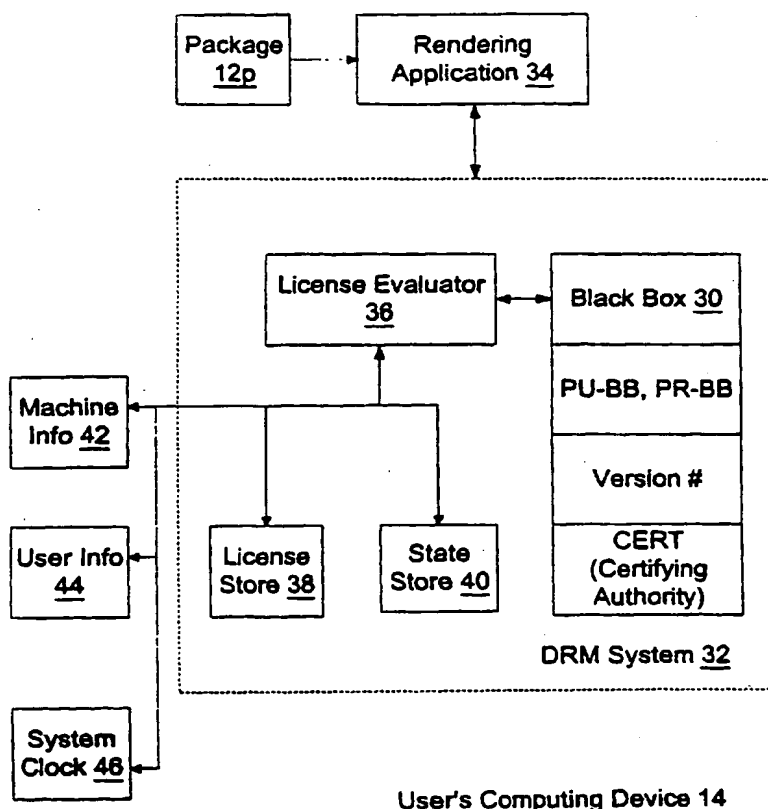 Package
12p
Rendering
Application 34
License Evaluator
36
Black Box 30
PU-BB, PR-BB
Version #
CERT
(Certifying
Authority)
Machine
Info 42
User Info
44
License
Store 38
State
Store 40
DRM System 32
System
Clock 46
User's Computing Device 14